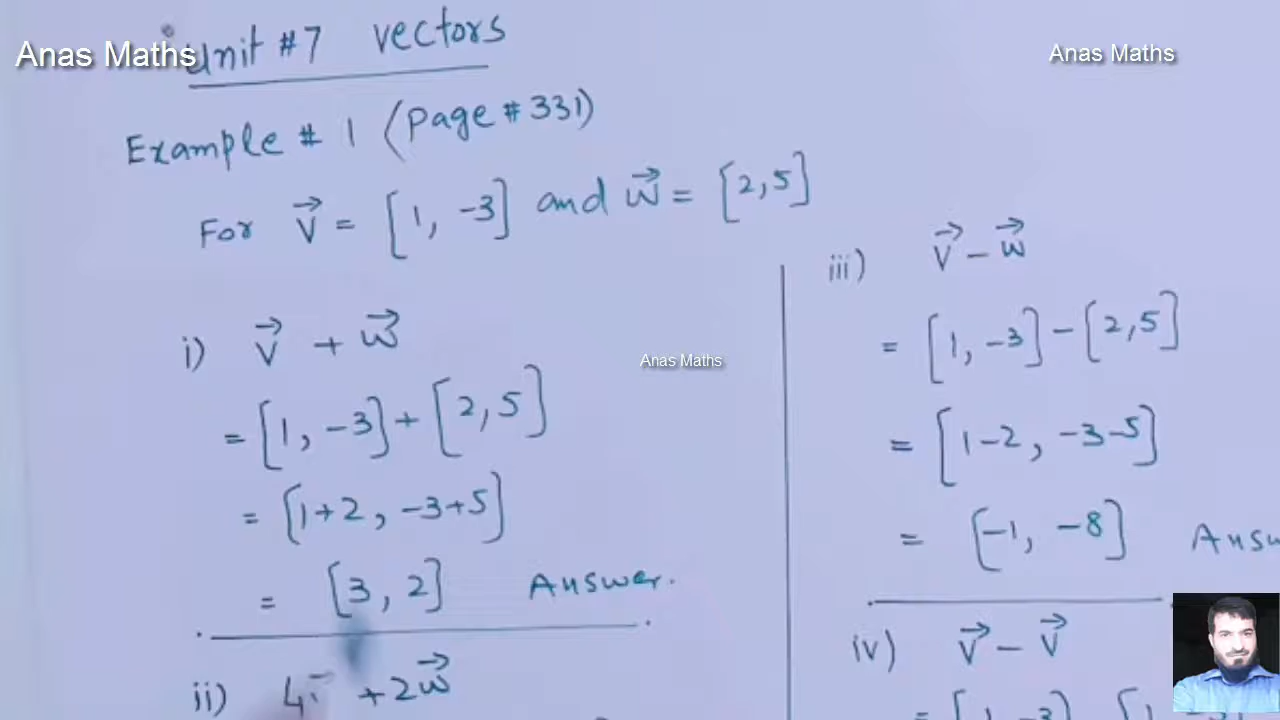 Anas Maths
Anas Maths
Unit #7 vectors
Example # 1 (Page # 331)
For V⃗ = [1, -3] and w⃗ = [2,5]
i) V⃗ + w⃗
= [1, -3] + [2,5]
= [1+2, -3+5]
= [3, 2] Answer.
ii) 4 + 2w⃗
Anas Maths
iii) V⃗ - w⃗
= [1, -3] - [2,5]
= [1-2, -3-5]
= [-1, -8]
iv) V⃗ - V⃗